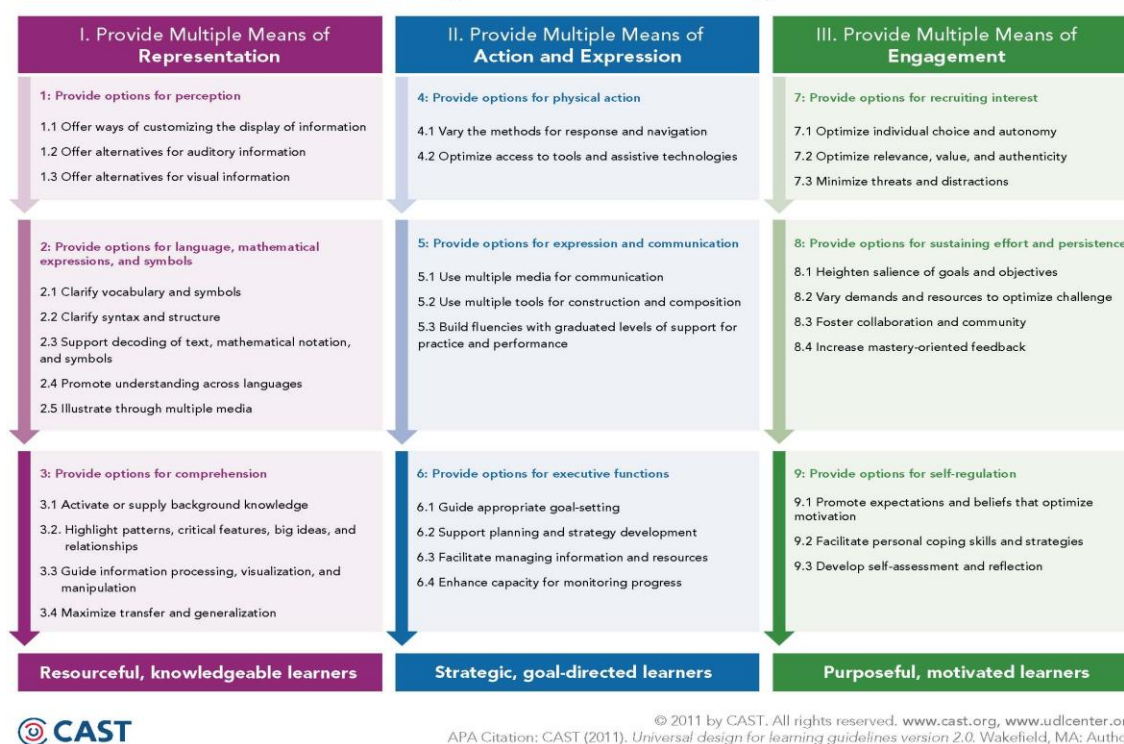 I. Provide Multiple Means of
Representation
1: Provide options for perception
1.1 Offer ways of customizing the display of information
1.2 Offer alternatives for auditory information
1.3 Offer alternatives for visual information
2: Provide options for language, mathematical
expressions, and symbols
2.1 Clarify vocabulary and symbols
2.2 Clarify syntax and structure
2.3 Support decoding of text, mathematical notation,
and symbols
2.4 Promote understanding across languages
2.5 Illustrate through multiple media
3: Provide options for comprehension
3.1 Activate or supply background knowledge
3.2. Highlight patterns, critical features, big ideas, and
relationships
3.3 Guide information processing, visualization, and
manipulation
3.4 Maximize transfer and generalization
Resourceful, knowledgeable learners
II. Provide Multiple Means of
Action and Expression
4: Provide options for physical action
4.1 Vary the methods for response and navigation
4.2 Optimize access to tools and assistive technologies
5: Provide options for expression and communication
5.1 Use multiple media for communication
5.2 Use multiple tools for construction and composition
5.3 Build fluencies with graduated levels of support for
practice and performance
6: Provide options for executive functions
6.1 Guide appropriate goal-setting
6.2 Support planning and strategy development
6.3 Facilitate managing information and resources
6.4 Enhance capacity for monitoring progress
Strategic, goal-directed learners
III. Provide Multiple Means of
Engagement
7: Provide options for recruiting interest
7.1 Optimize individual choice and autonomy
7.2 Optimize relevance, value, and authenticity
7.3 Minimize threats and distractions
8: Provide options for sustaining effort and persistence
8.1 Heighten salience of goals and objectives
8.2 Vary demands and resources to optimize challenge
8.3 Foster collaboration and community
8.4 Increase mastery-oriented feedback
9: Provide options for self-regulation
9.1 Promote expectations and beliefs that optimize
motivation
9.2 Facilitate personal coping skills and strategies
9.3 Develop self-assessment and reflection
Purposeful, motivated learners
CAST
© 2011 by CAST. All rights reserved. www.cast.org, www.udlcenter.or
APA Citation: CAST (2011). Universal design for learning guidelines version 2.0. Wakefield, MA: Autho